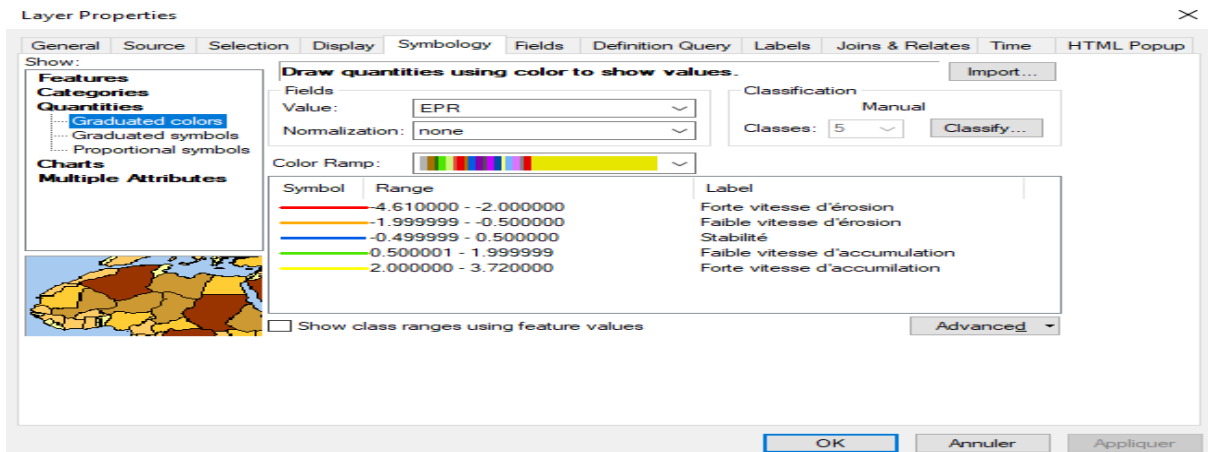 Layer Properties
General Source Selection Display Symbology Fields Definition Query Labels Joins & Relates Time HTML Popup
Show:
Features
Categories
Quantities
Graduated colors
Graduated symbols
Proportional symbols
Charts
Multiple Attributes
Draw quantities using color to show values.
Import...
Fields
Value: EPR
Normalization: none
Classification
Manual
Classes: 5 Classify...
Color Ramp:
Symbol Range Label
-4.610000 - -2.000000 Forte vitesse d'érosion
-1.999999 - -0.500000 Faible vitesse d'érosion
-0.499999 - 0.500000 Stabilité
0.500001 - 1.999999 Faible vitesse d'accumulation
2.000000 - 3.720000 Forte vitesse d'accumilation
Show class ranges using feature values
Advanced
OK Annuler Appliquer